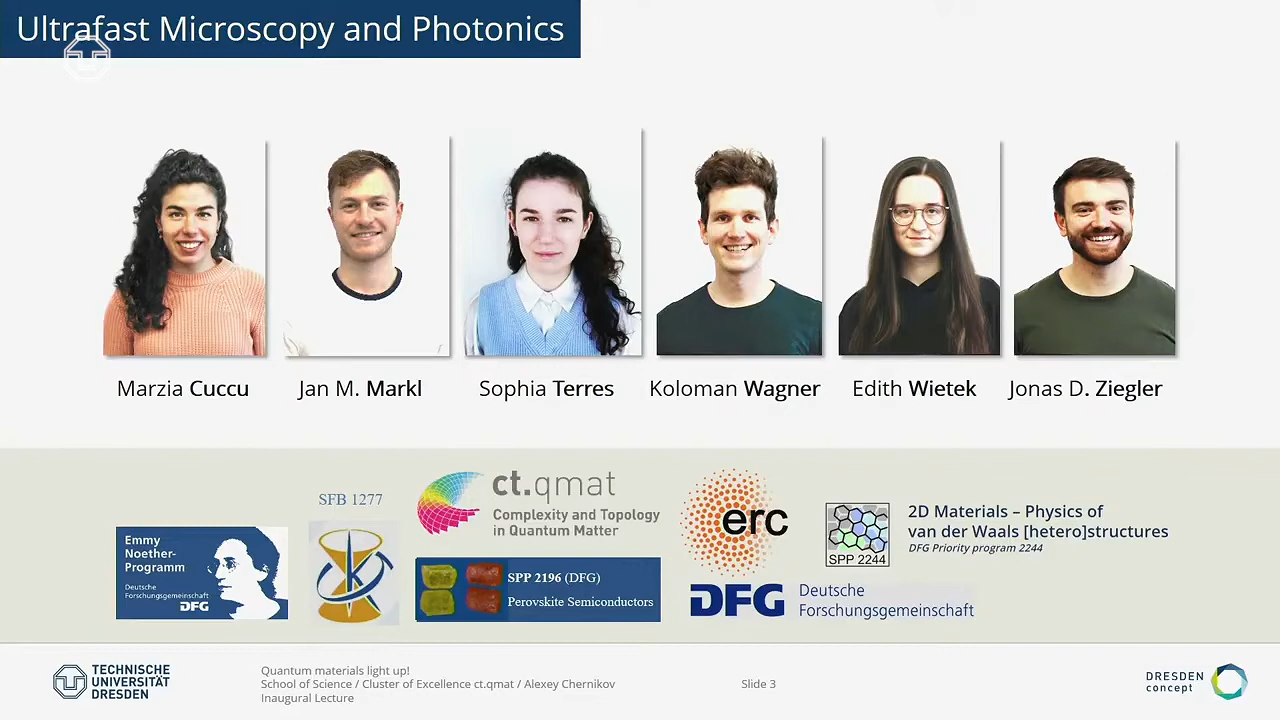 Ultrafast Microscopy and Photonics
Marzia Cuccu
Jan M. Markl
Sophia Terres
Koloman Wagner
Edith Wietek
Jonas D. Ziegler
Emmy
Noether-
Programm
Deutsche
Forschungsgemeinschaft
DFG
SFB 1277
ct.qmat
Complexity and Topology
in Quantum Matter
SPP 2196 (DFG)
Perovskite Semiconductors
erc
DFG Deutsche
Forschungsgemeinschaft
SPP 2244
2D Materials – Physics of
van der Waals [hetero]structures
DFG Priority program 2244
TECHNISCHE
UNIVERSITÄT
DRESDEN
Quantum materials light up!
School of Science / Cluster of Excellence ct.qmat / Alexey Chernikov
Inaugural Lecture
Slide 3
DRESDEN
concept